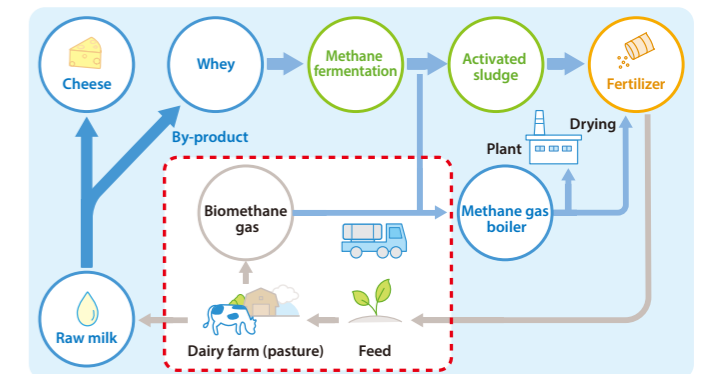 Cheese
Whey
Methane
fermentation
Activated
sludge
Fertilizer
By-product
Plant
Drying
Biomethane
gas
Methane gas
boiler
Raw milk
Dairy farm (pasture)
Feed